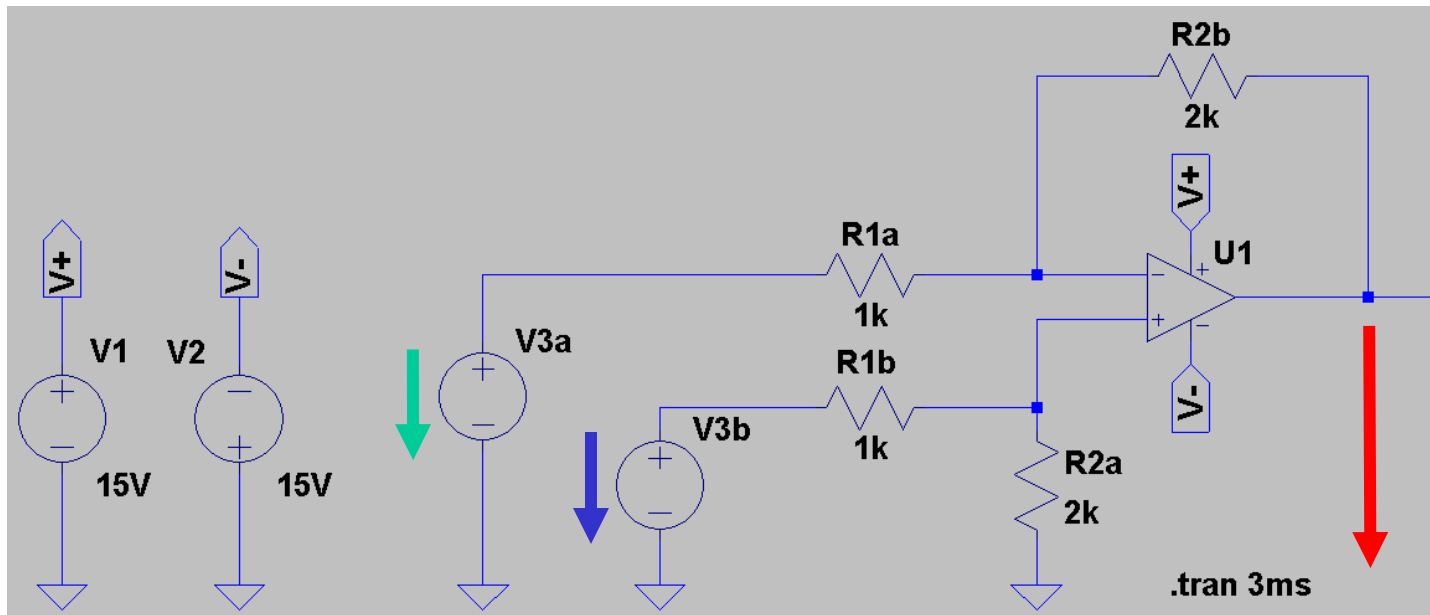 R2b
2k
V+
U1
R1a
1k
V+
V-
V1
V2
V3a
R1b
1k
V3b
V-
15V
15V
R2a
2k
.tran 3ms